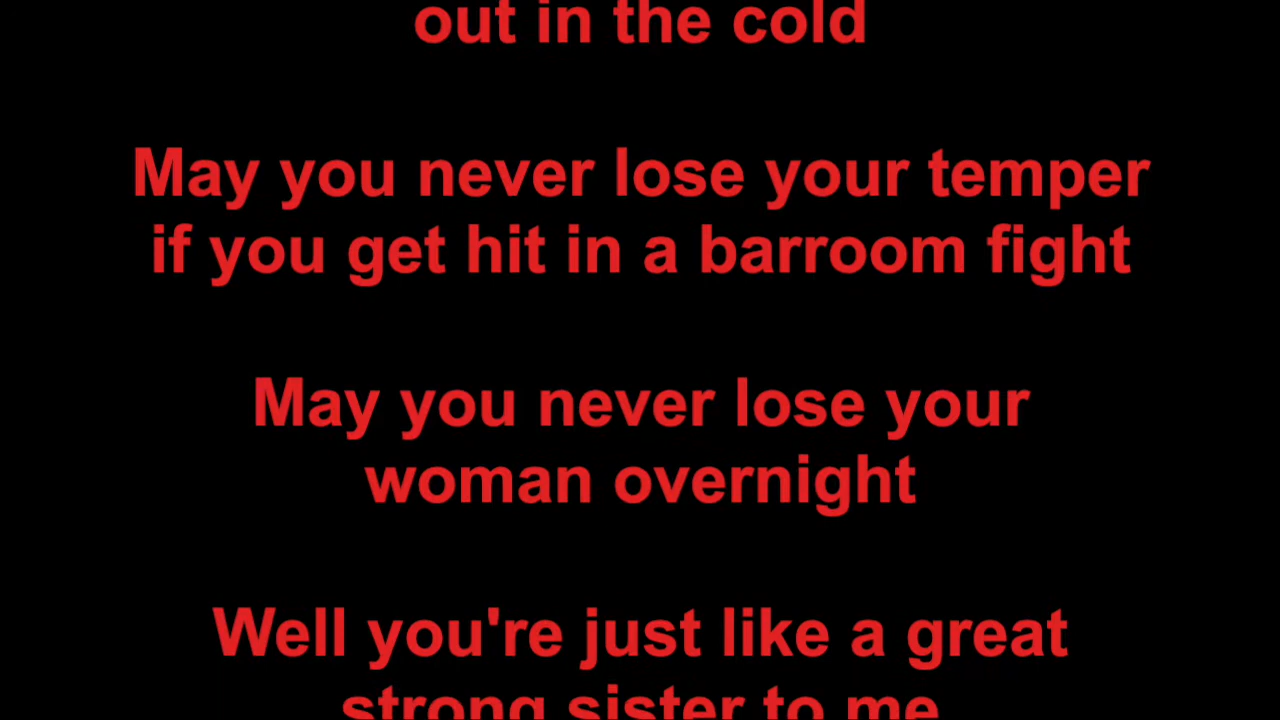 out in the cold
May you never lose your temper
if you get hit in a barroom fight
May you never lose your
woman overnight
Well you're just like a great
strong sister to me